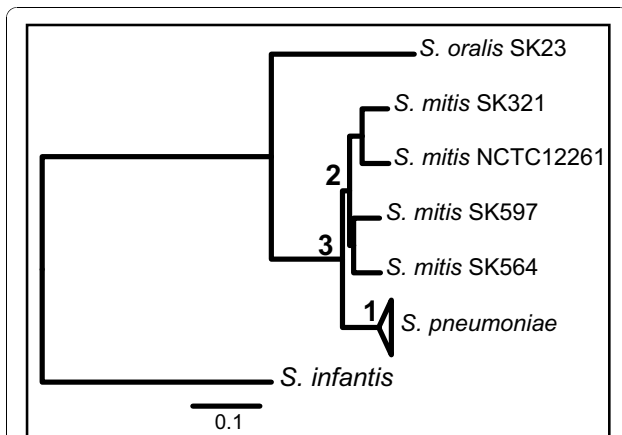 S. oralis SK23
S. mitis SK321
S. mitis NCTC12261
2
S. mitis SK597
3
S. mitis SK564
1
S. pneumoniae
S. infantis
0.1